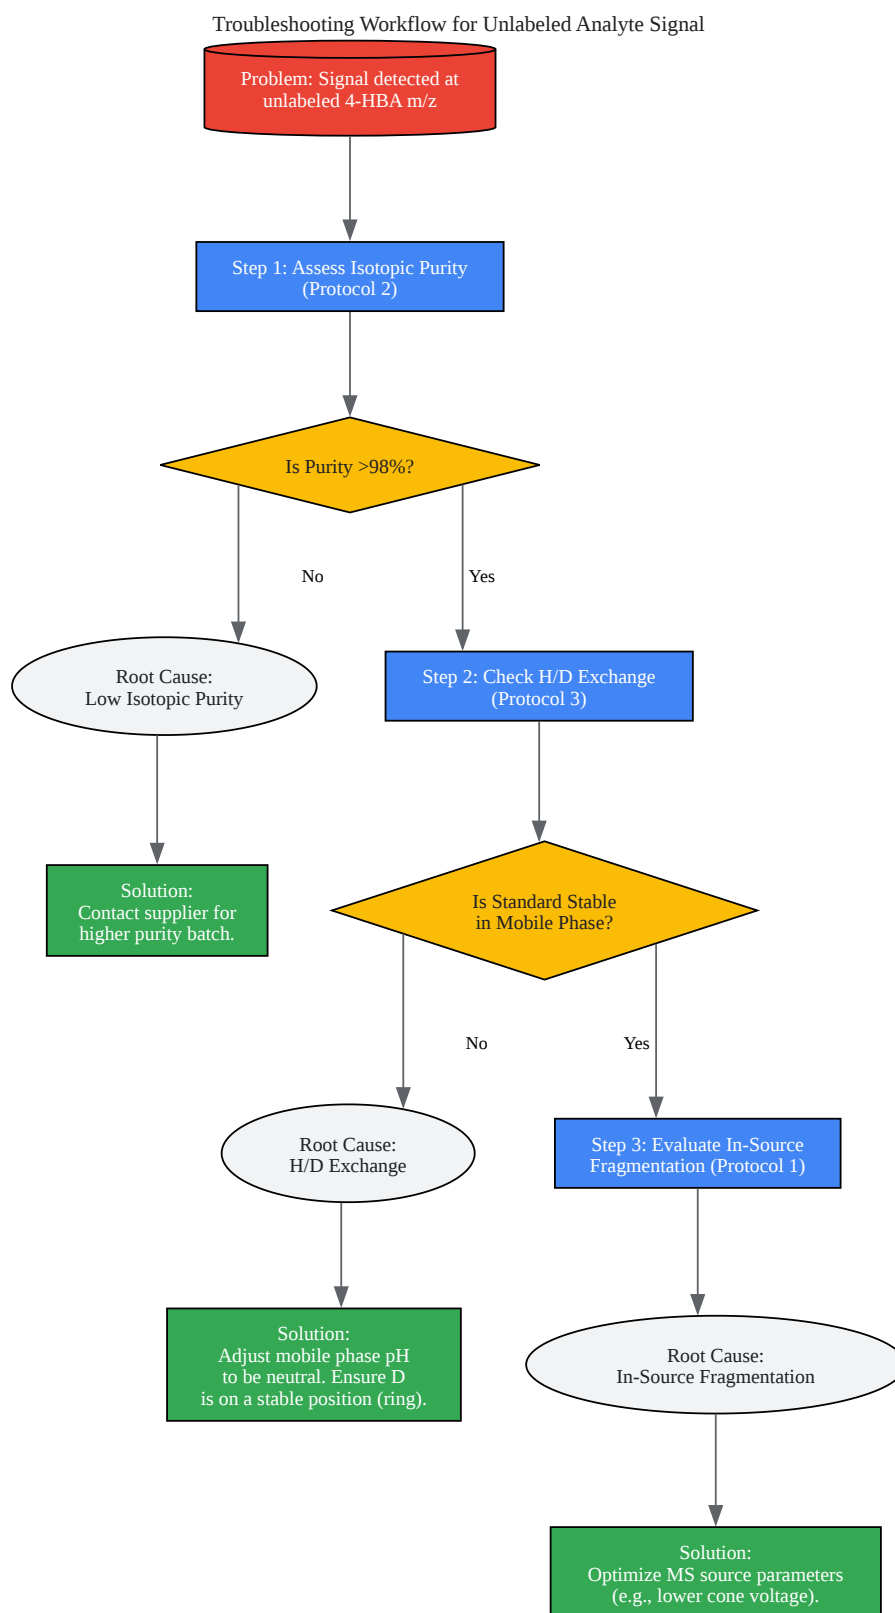 Troubleshooting Workflow for Unlabeled Analyte Signal
Problem: Signal detected at
unlabeled 4-HBA m/z
Step 1: Assess Isotopic Purity
(Protocol 2)
Is Purity >98%?
No
Yes
Root Cause:
Low Isotopic Purity
Step 2: Check H/D Exchange
(Protocol 3)
Solution:
Contact supplier for
higher purity batch.
Is Standard Stable
in Mobile Phase?
No
Yes
Root Cause:
H/D Exchange
Step 3: Evaluate In-Source
Fragmentation (Protocol 1)
Solution:
Adjust mobile phase pH
to be neutral. Ensure D
is on a stable position (ring).
Root Cause:
In-Source Fragmentation
Solution:
Optimize MS source parameters
(e.g., lower cone voltage).